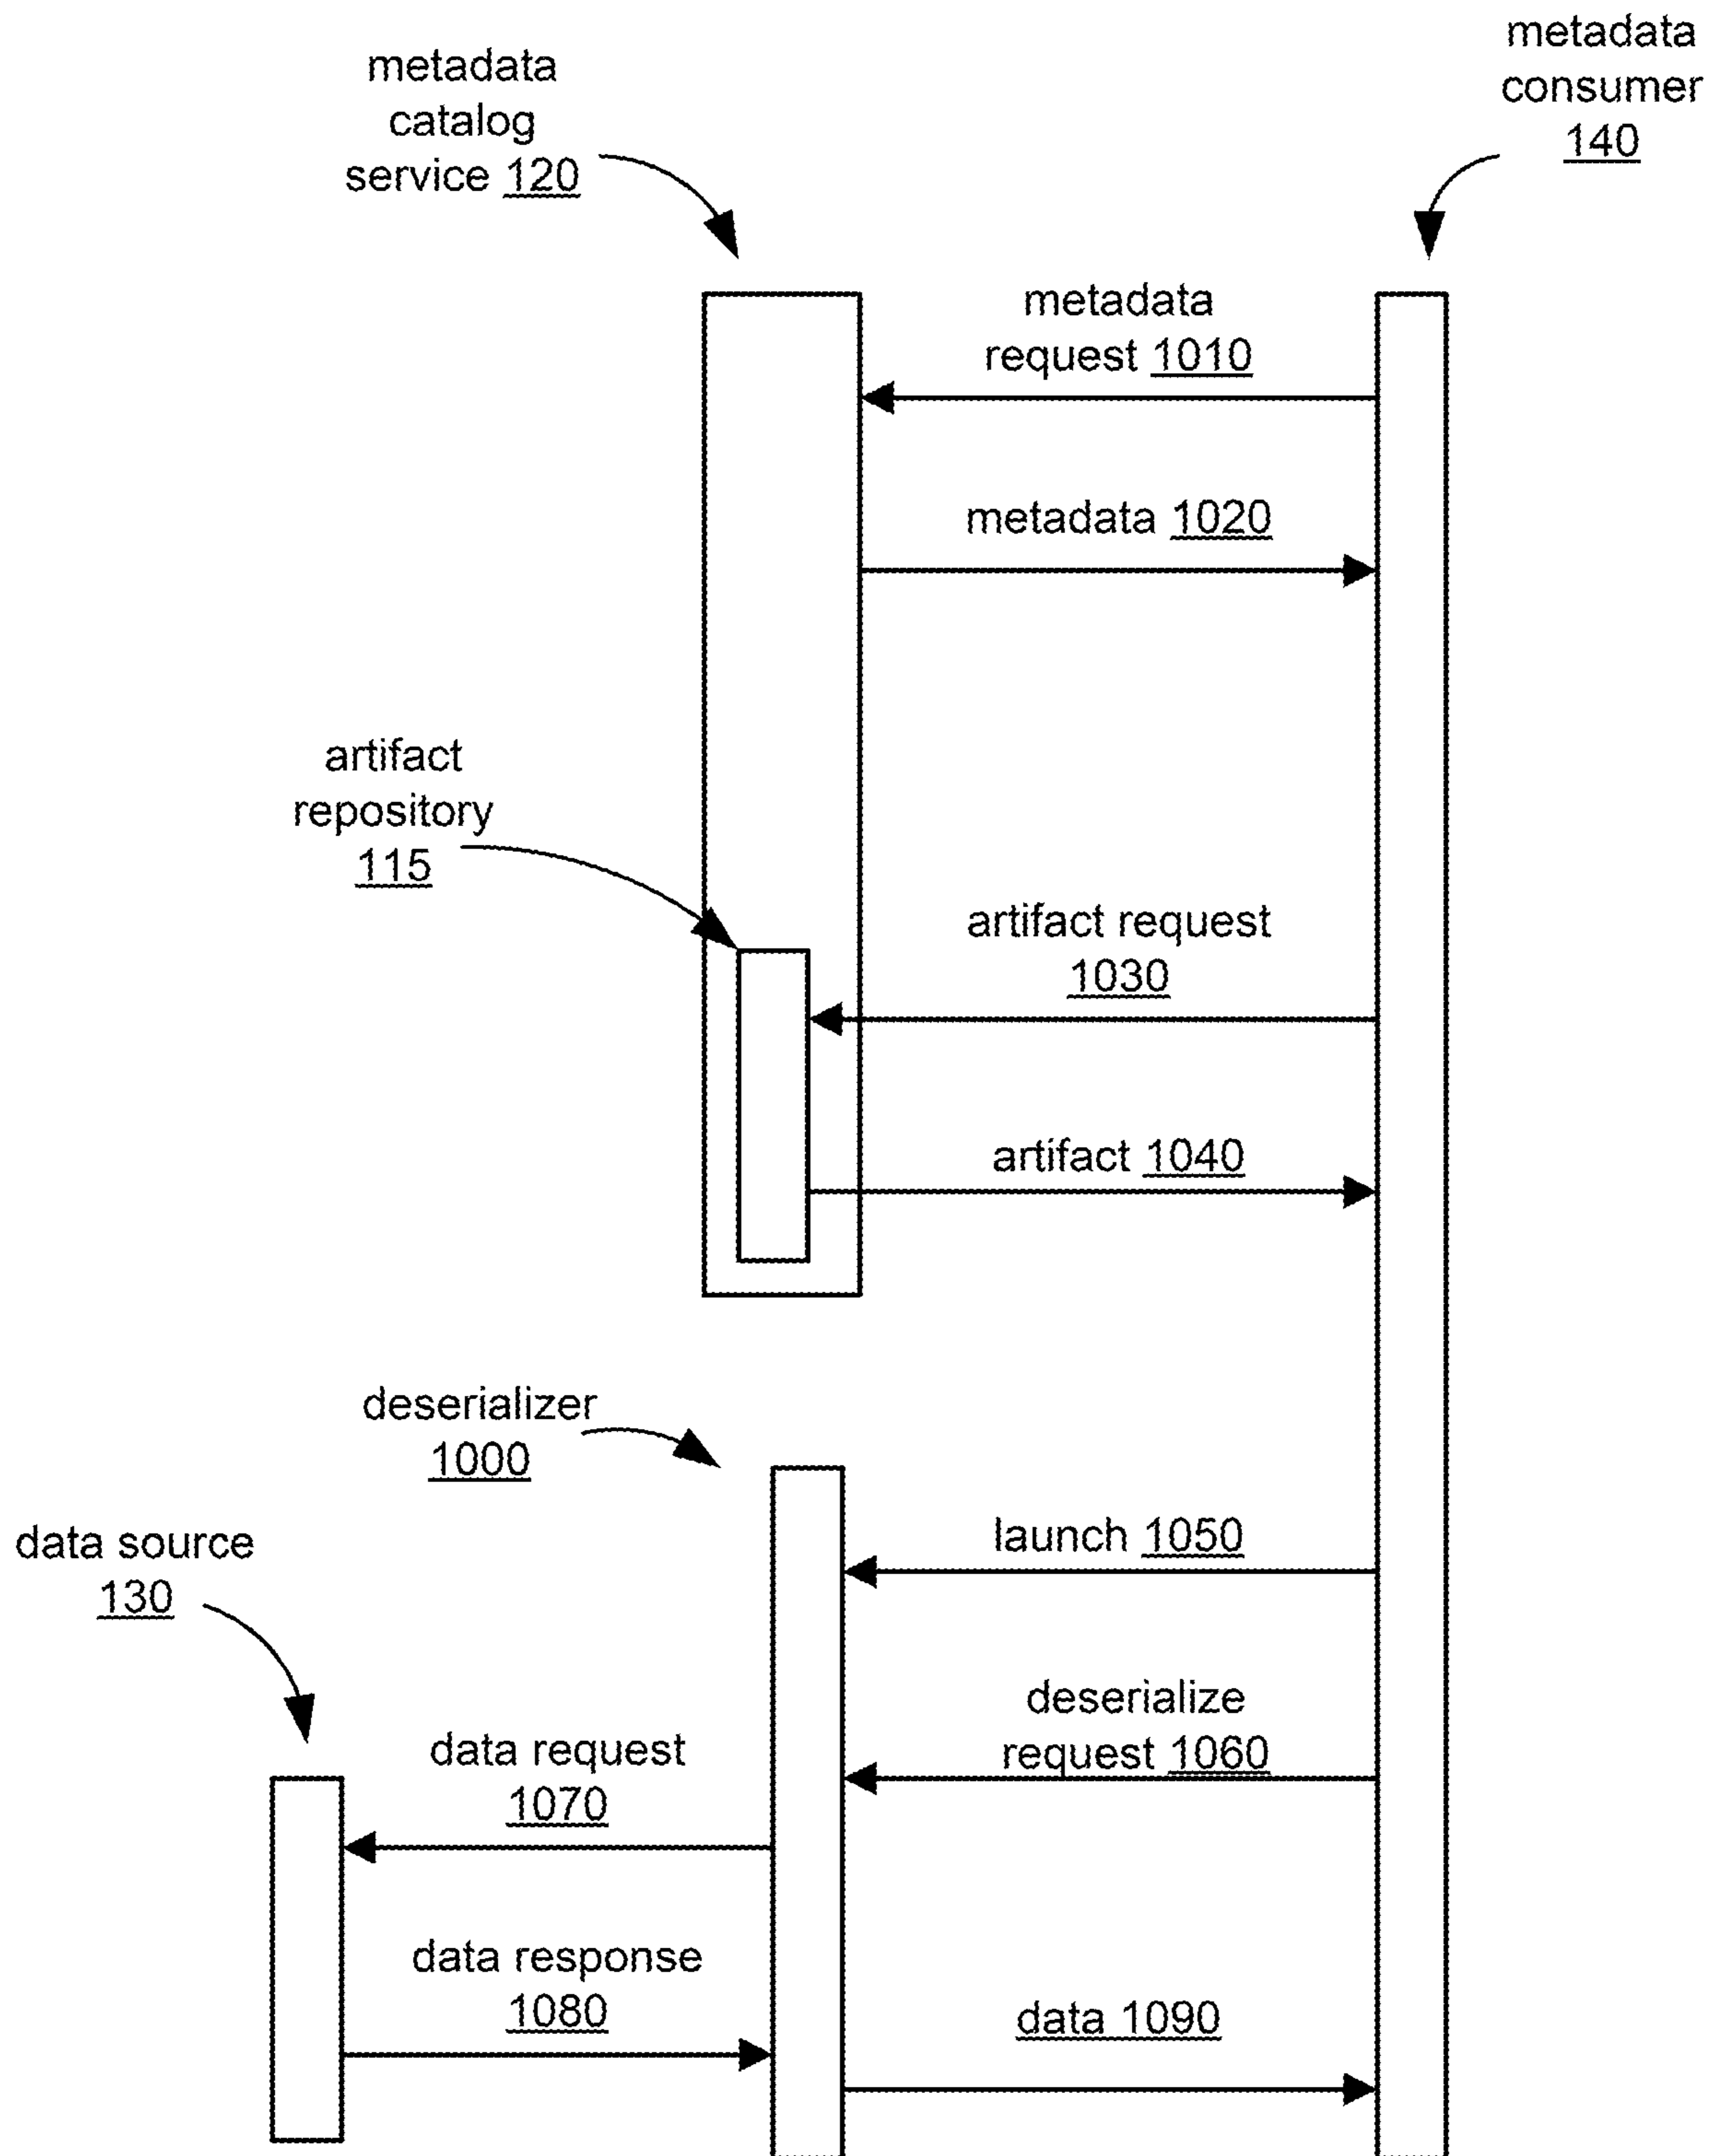 metadata
consumer
140
metadata
catalog
service 120
metadata
request 1010
metadata 1020
artifact
repository
115
artifact request
1030
artifact 1040
deserializer
1000
launch 1050
data source
130
deserialize
request 1060
data request
1070
data response
1080
data 1090